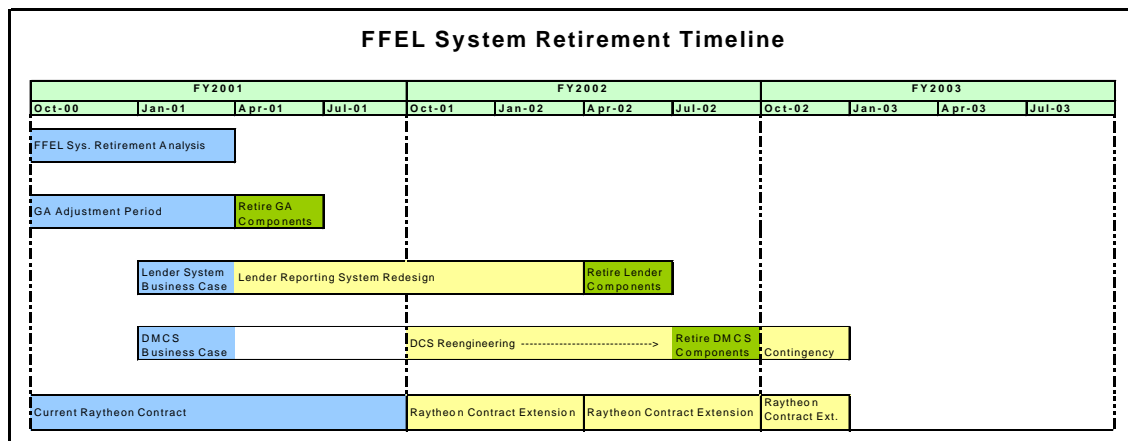 FFEL System Retirement Timeline
FY2001 FY2002 FY2003
Oct-00 Jan-01 Apr-01 Jul-01 Oct-01 Jan-02 Apr-02 Jul-02 Oct-02 Jan-03 Apr-03 Jul-03
FFEL Sys. Retirement Analysis
GA Adjustment Period
Retire GA
Components
Lender System
Business Case
Lender Reporting System Redesign
Retire Lender
Components
DMCS
Business Case
DCS Reengineering ------------------------------>
Retire DMCS
Components
Contingency
Current Raytheon Contract
Raytheon Contract Extension
Raytheon Contract Extension
Raytheon
Contract Ext.